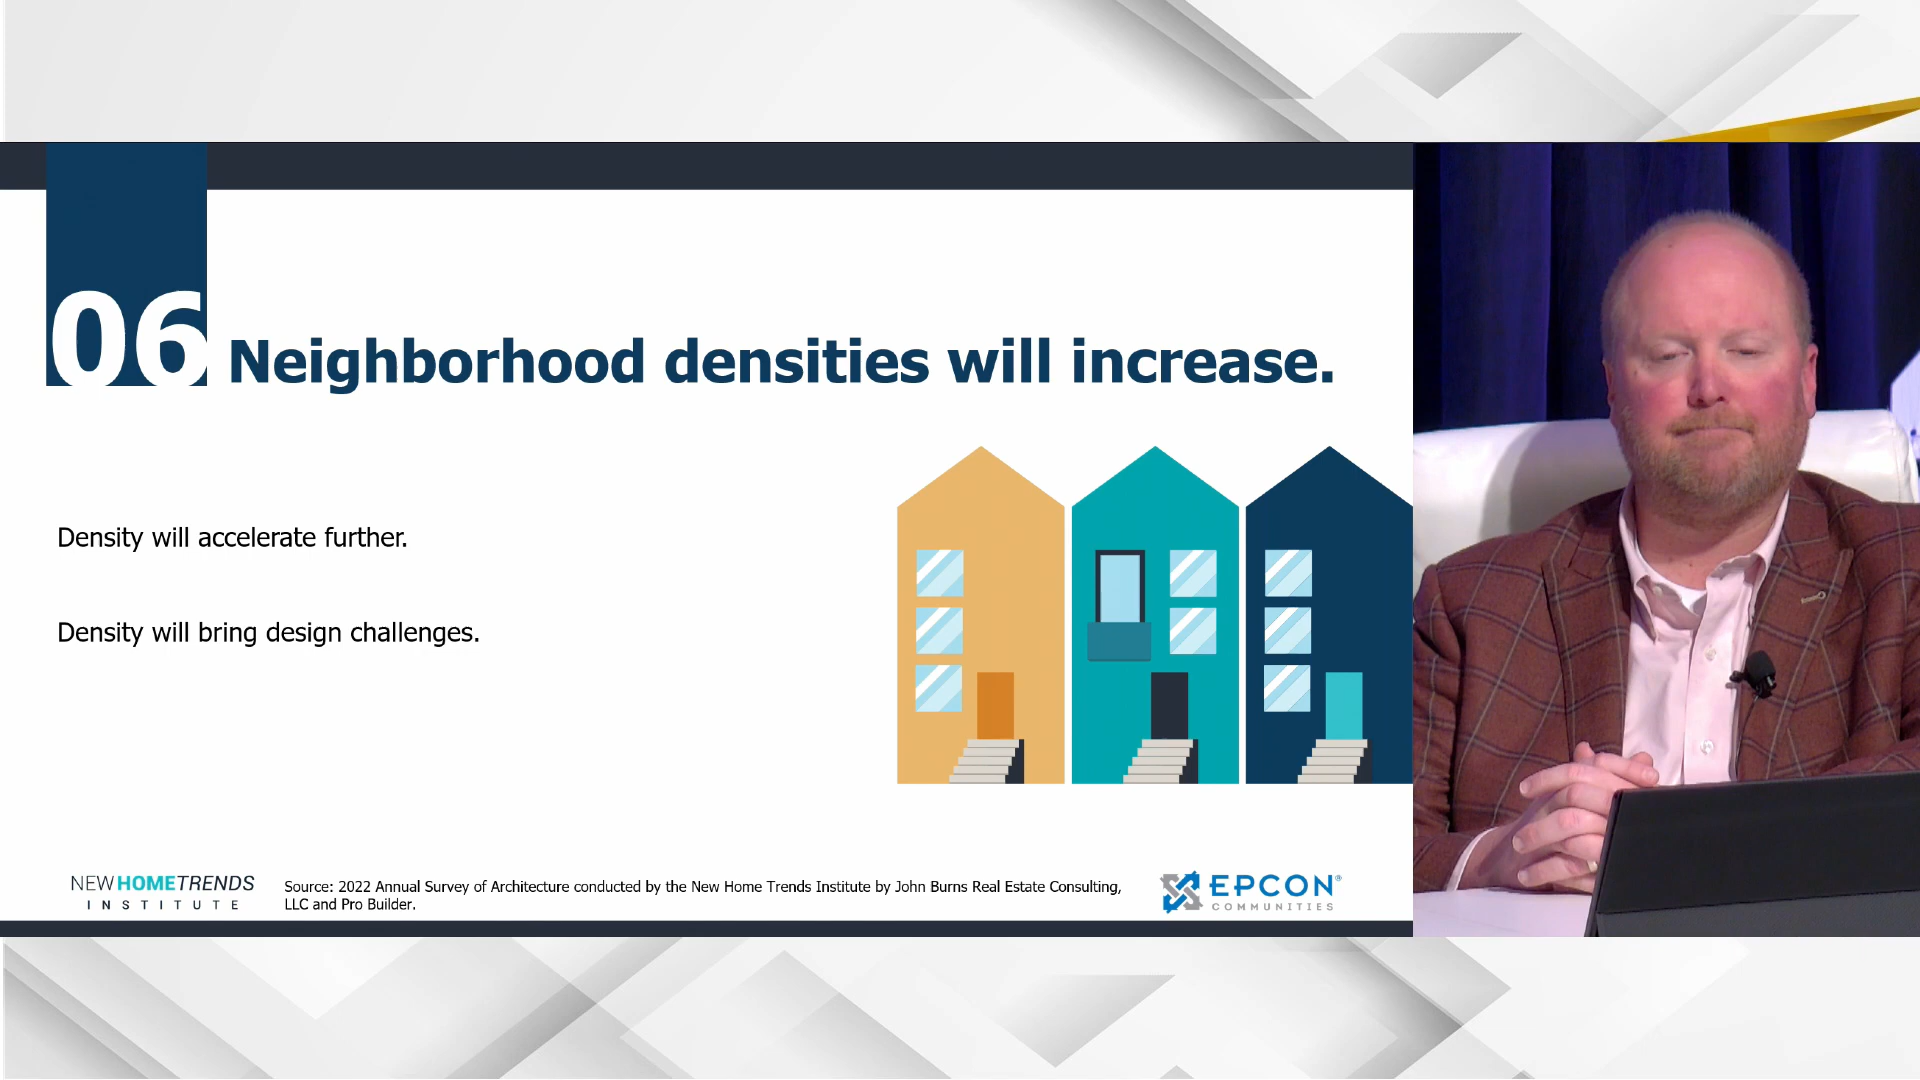 06 Neighborhood densities will increase.
Density will accelerate further.
Density will bring design challenges.
NEW HOMETRENDS
INSTITUTE
Source: 2022 Annual Survey of Architecture conducted by the New Home Trends Institute by John Burns Real Estate Consulting,
LLC and Pro Builder.
EPCON®
COMMUNITIES